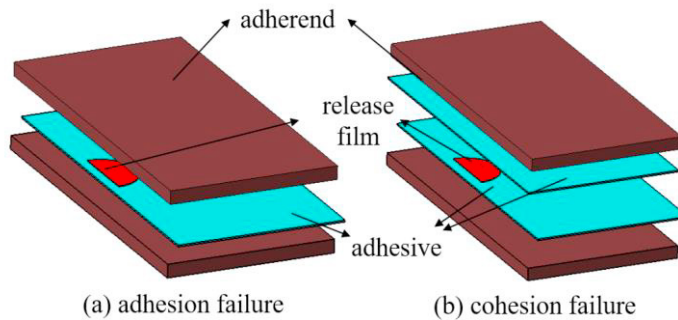 adherend
release
film
adhesive
(a) adhesion failure
(b) cohesion failure